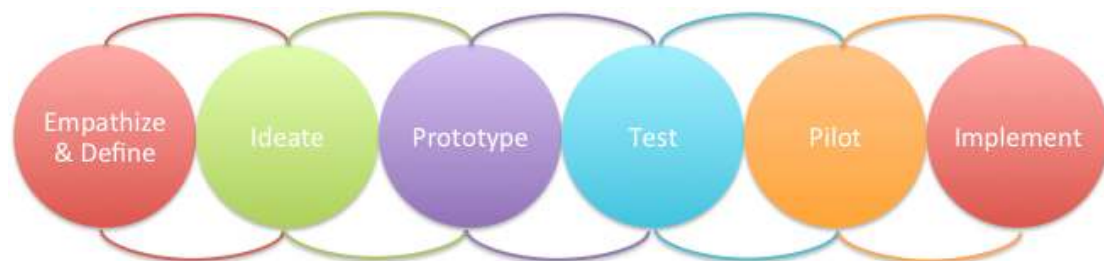 Empathize
& Define
Ideate
Prototype
Test
Pilot
Implement